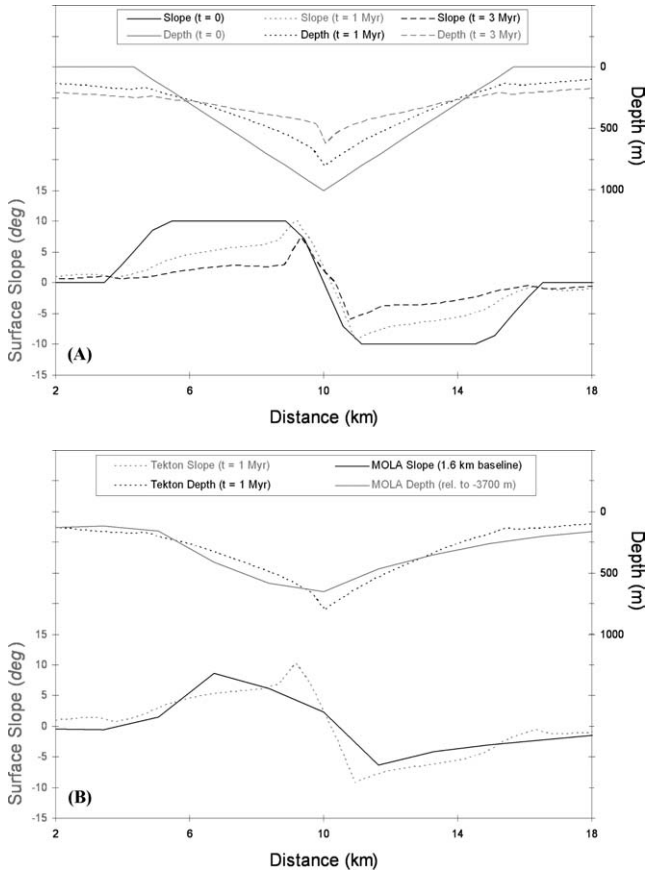 Slope (t = 0) Slope (t = 1 Myr) Slope (t = 3 Myr)
Depth (t = 0) Depth (t = 1 Myr) Depth (t = 3 Myr)
0
500
1000
Depth (m)
15
10
5
0
-5
-10
-15
Surface Slope (deg)
(A)
2 6 10 14 18
Distance (km)
Tekton Slope (t = 1 Myr) MOLA Slope (1.6 km baseline)
Tekton Depth (t = 1 Myr) MOLA Depth (rel. to -3700 m)
0
500
1000
Depth (m)
15
10
5
0
-5
-10
-15
Surface Slope (deg)
(B)
2 6 10 14 18
Distance (km)